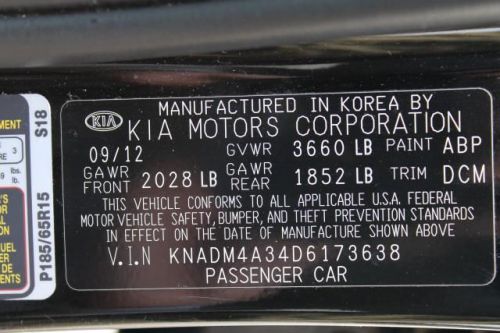 MANUFACTURED IN KOREA BY
KIA KIA MOTORS CORPORATION
09/12 GVWR 3660 LB PAINT ABP
GAWR FRONT 2028 LB GAWR REAR 1852 LB TRIM DCM
THIS VEHICLE CONFORMS TO ALL APPLICABLE U.S.A. FEDERAL
MOTOR VEHICLE SAFETY, BUMPER, AND THEFT PREVENTION STANDARDS
IN EFFECT ON THE DATE OF MANUFACTURE SHOWN ABOVE
V.I.N KNADM4A34D6173638
PASSENGER CAR
P185/65R15 S18
3
lbs.